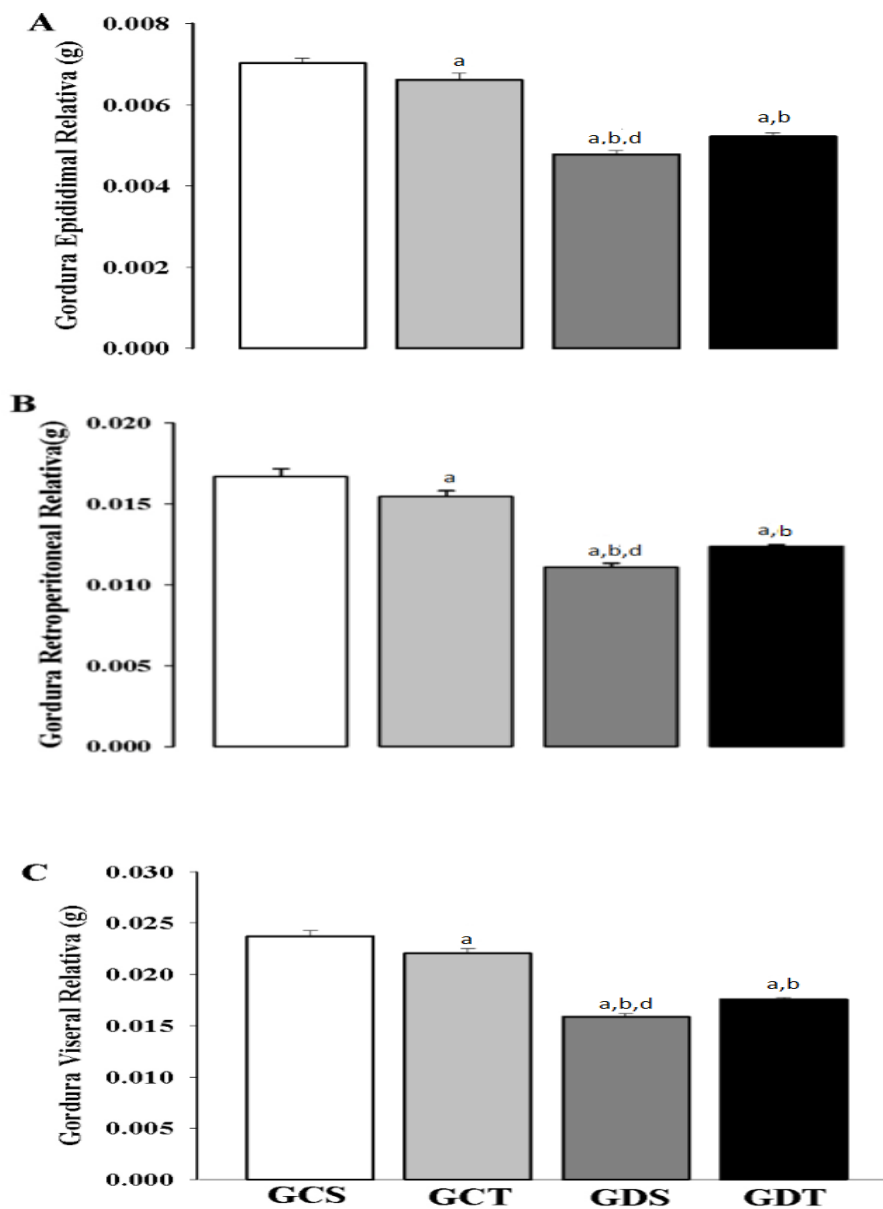 A
Gordura Epididimal Relativa (g)
0.008
0.006
0.004
0.002
0.000
a
a,b,d
a,b
B
Gordura Retroperitoneal Relativa(g)
0.020
0.015
0.010
0.005
0.000
a
a,b,d
a,b
C
Gordura Viseral Relativa (g)
0.030
0.025
0.020
0.015
0.010
0.005
0.000
a
a,b,d
a,b
GCS GCT GDS GDT